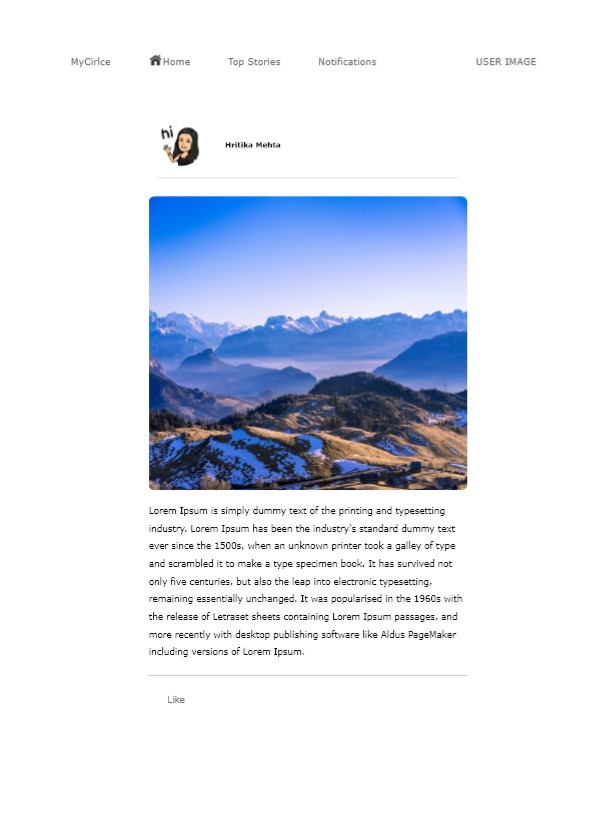 MyCirlce Home Top Stories Notifications USER IMAGE
hi
Hritika Mehta
Lorem Ipsum is simply dummy text of the printing and typesetting
industry. Lorem Ipsum has been the industry's standard dummy text
ever since the 1500s, when an unknown printer took a galley of type
and scrambled it to make a type specimen book. It has survived not
only five centuries, but also the leap into electronic typesetting,
remaining essentially unchanged. It was popularised in the 1960s with
the release of Letraset sheets containing Lorem Ipsum passages, and
more recently with desktop publishing software like Aldus PageMaker
including versions of Lorem Ipsum.
Like